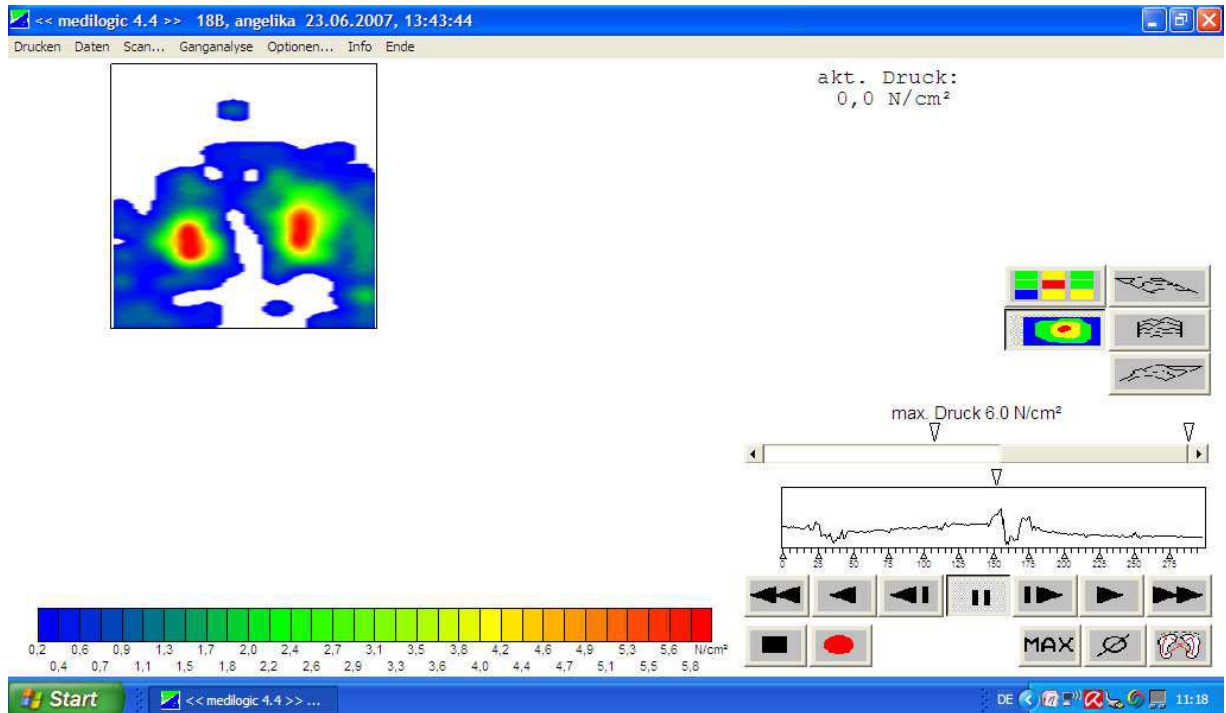 << medilogic 4.4 >> 18B, angelika 23.06.2007, 13:43:44
Drucken Daten Scan... Ganganalyse Optionen... Info Ende
akt. Druck:
0,0 N/cm²
max. Druck 6.0 N/cm²
0 25 50 75 100 125 150 175 200 225 250 275
0,2 0,6 0,9 1,3 1,7 2,0 2,4 2,7 3,1 3,5 3,8 4,2 4,6 4,9 5,3 5,6 N/cm²
0,4 0,7 1,1 1,5 1,8 2,2 2,6 2,9 3,3 3,6 4,0 4,4 4,7 5,1 5,5 5,8
MAX
Start << medilogic 4.4 >> ... DE 11:18